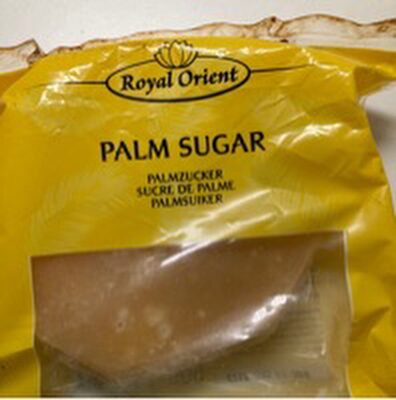 Royal Orient
PALM SUGAR
PALMZUCKER
SUCRE DE PALME
PALMSUIKER